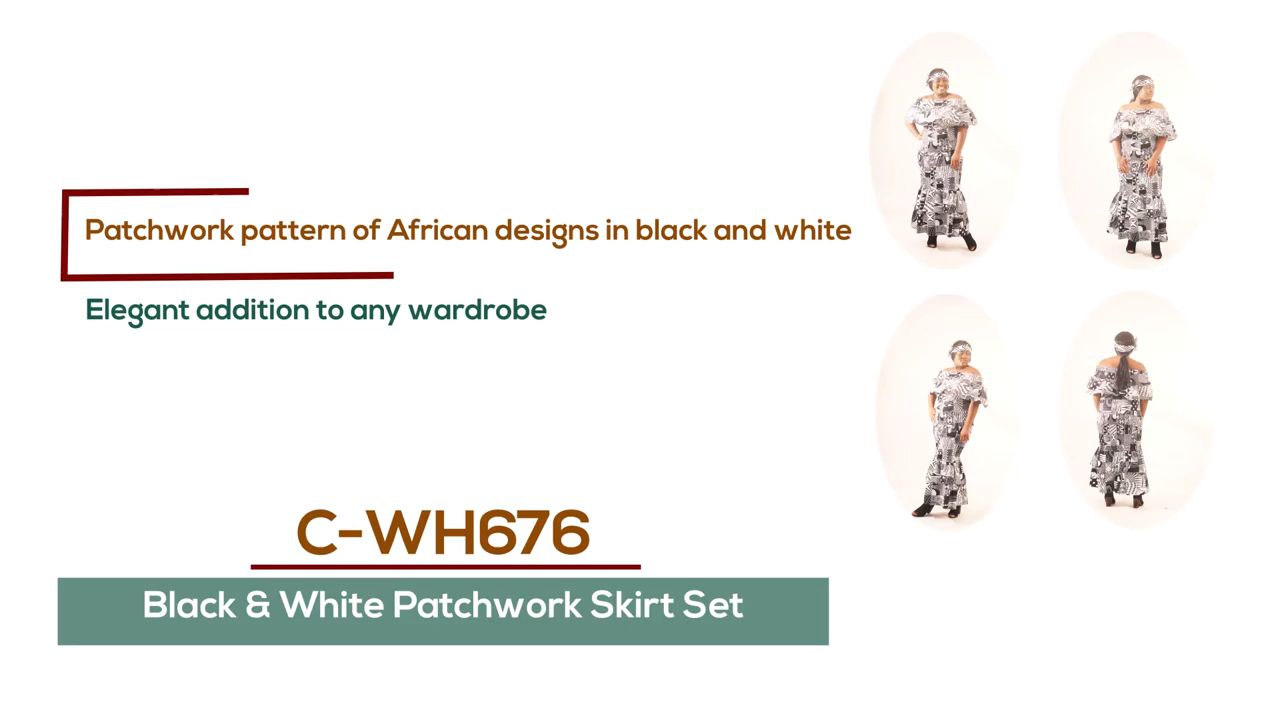 Patchwork pattern of African designs in black and white
Elegant addition to any wardrobe
C-WH676
Black & White Patchwork Skirt Set